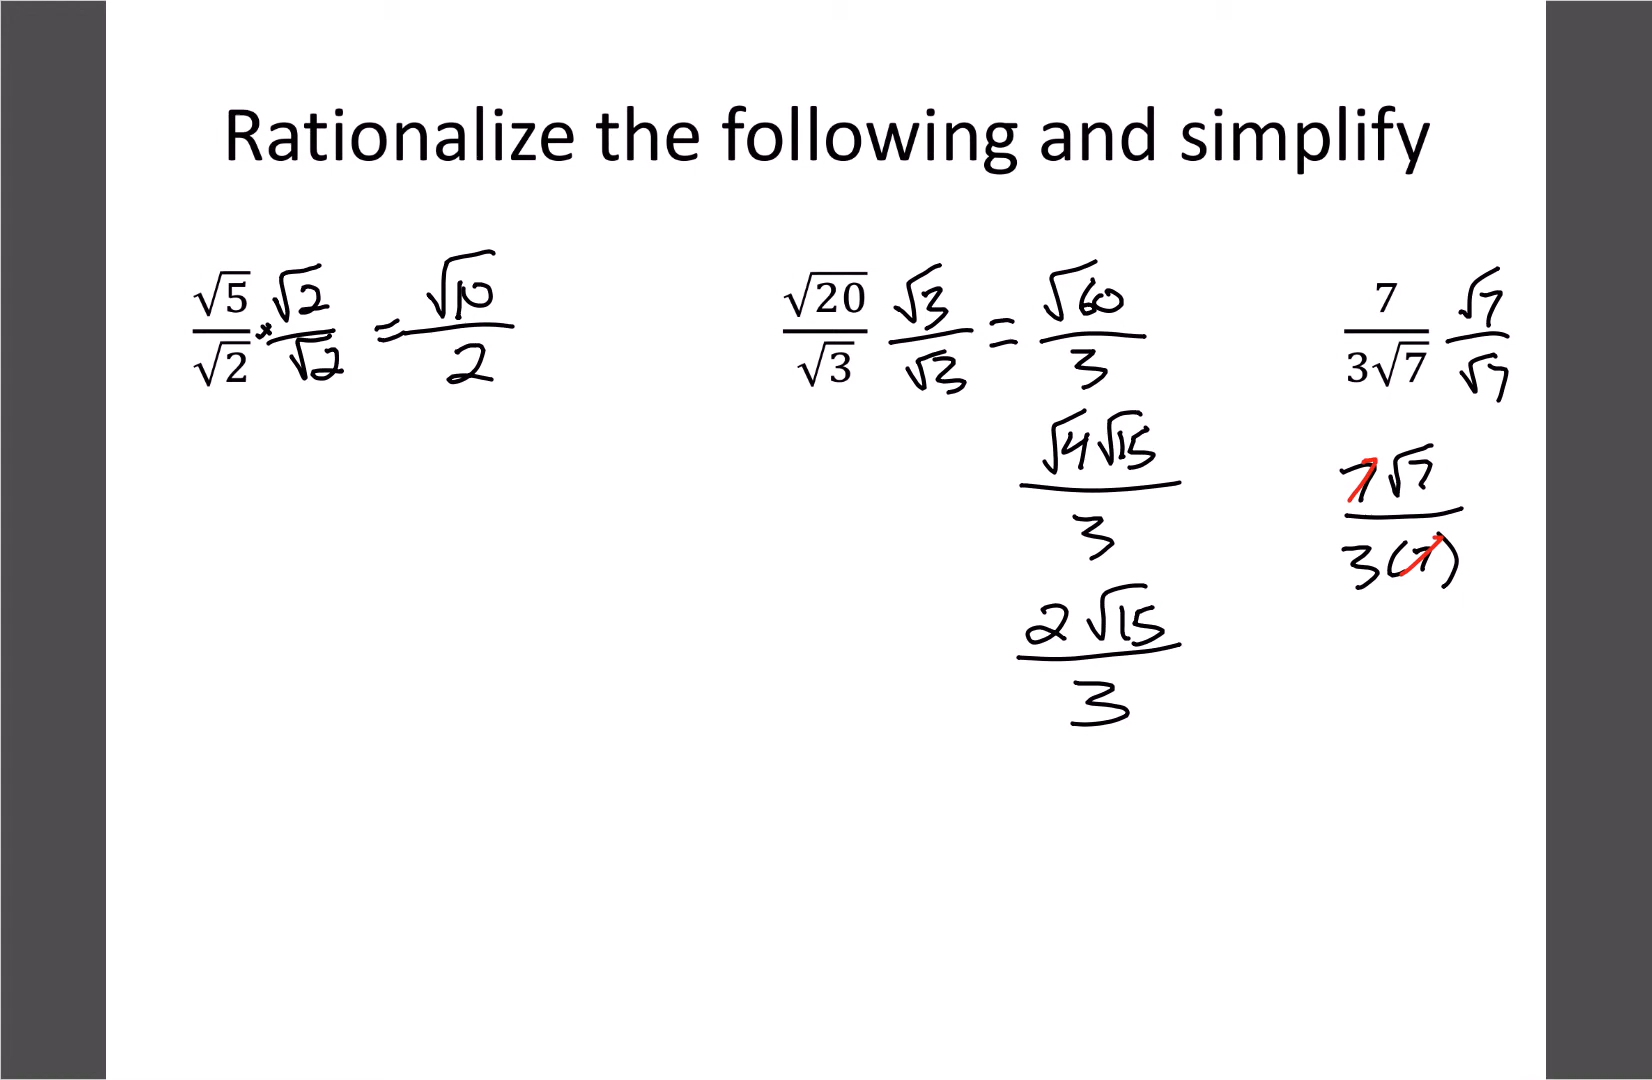 Rationalize the following and simplify
√5/√2 × √2/√2 = √10/2
√20/√3 √3/√3 = √60/3
√4√15/3
2√15/3
7/3√7 √7/√7
7√7/3(7)